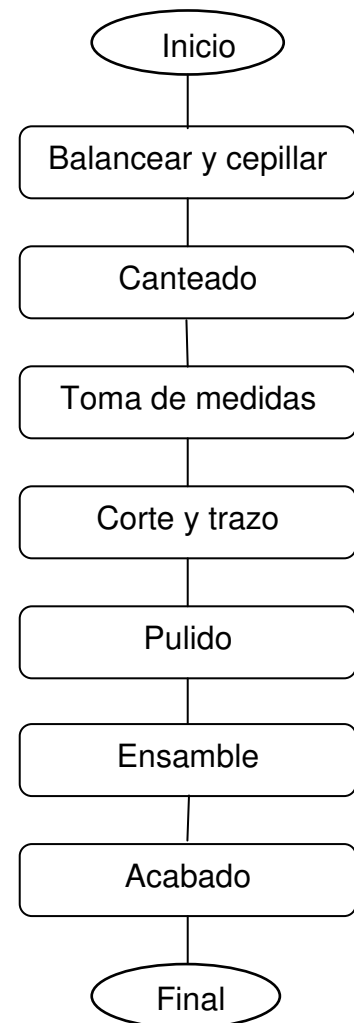 Inicio
Balancear y cepillar
Canteado
Toma de medidas
Corte y trazo
Pulido
Ensamble
Acabado
Final